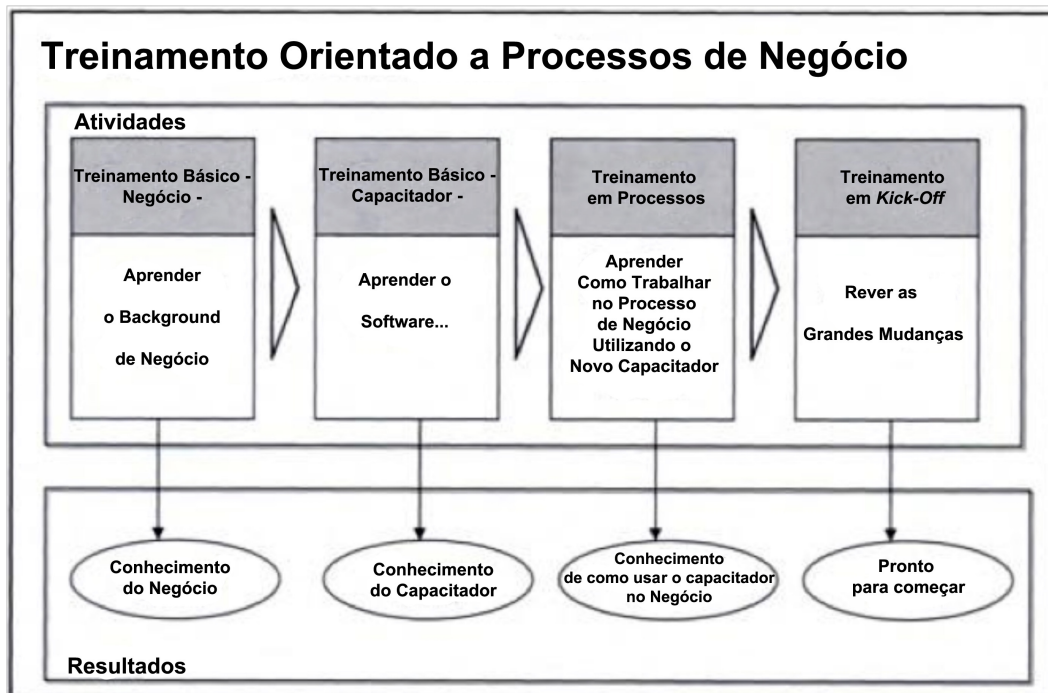 Treinamento Orientado a Processos de Negócio
Atividades
Treinamento Básico -
Negócio -
Aprender
o Background
de Negócio
Treinamento Básico -
Capacitador -
Aprender o
Software...
Treinamento
em Processos
Aprender
Como Trabalhar
no Processo
de Negócio
Utilizando o
Novo Capacitador
Treinamento
em Kick-Off
Rever as
Grandes Mudanças
Conhecimento
do Negócio
Conhecimento
do Capacitador
Conhecimento
de como usar o capacitador
no Negócio
Pronto
para começar
Resultados